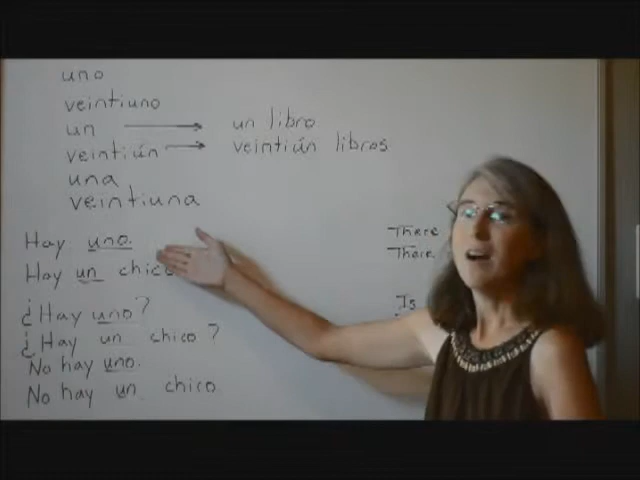 uno
veintiuno
un → un libro
veintiún → veintiún libros
una
veintiuna
Hay uno.
Hay un chico
¿Hay uno?
¿Hay un chico?
No hay uno.
No hay un chico
There
There
Is